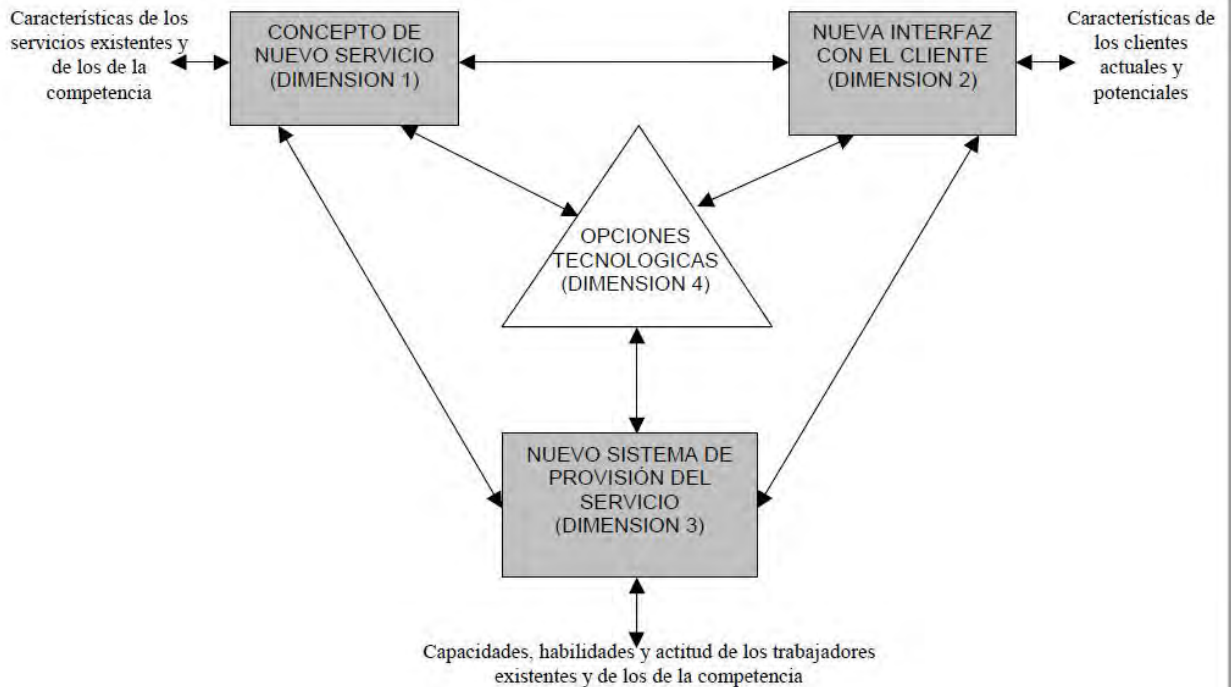 Características de los
servicios existentes y
de los de la
competencia
CONCEPTO DE
NUEVO SERVICIO
(DIMENSION 1)
NUEVA INTERFAZ
CON EL CLIENTE
(DIMENSION 2)
Características de
los clientes
actuales y
potenciales
OPCIONES
TECNOLOGICAS
(DIMENSION 4)
NUEVO SISTEMA DE
PROVISIÓN DEL
SERVICIO
(DIMENSION 3)
Capacidades, habilidades y actitud de los trabajadores
existentes y de los de la competencia